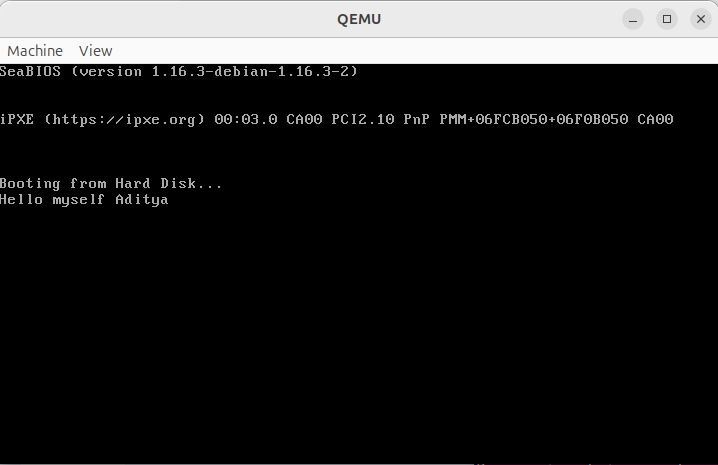 QEMU
Machine View
SeaBIOS (version 1.16.3-debian-1.16.3-2)
iPXE (https://ipxe.org) 00:03.0 CA00 PCI2.10 PnP PMM+06FCB050+06F0B050 CA00
Booting from Hard Disk...
Hello myself Aditya